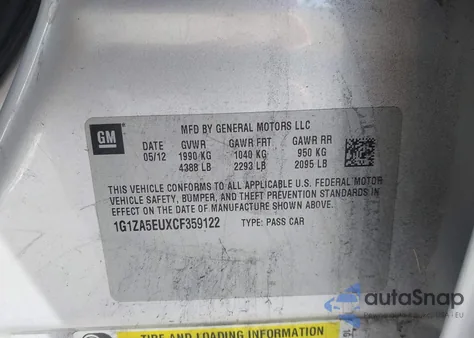 GM
MFD BY GENERAL MOTORS LLC
DATE GVWR GAWR FRT GAWR RR
05/12 1990 KG 1040 KG 950 KG
4388 LB 2293 LB 2095 LB
THIS VEHICLE CONFORMS TO ALL APPLICABLE U.S. FEDERAL MOTOR
VEHICLE SAFETY, BUMPER, AND THEFT PREVENTION STANDARDS IN
EFFECT ON THE DATE OF MANUFACTURE SHOWN ABOVE.
1G1ZA5EUXCF359122 TYPE: PASS CAR
autoSnap
TIRE AND LOADING INFORMATION